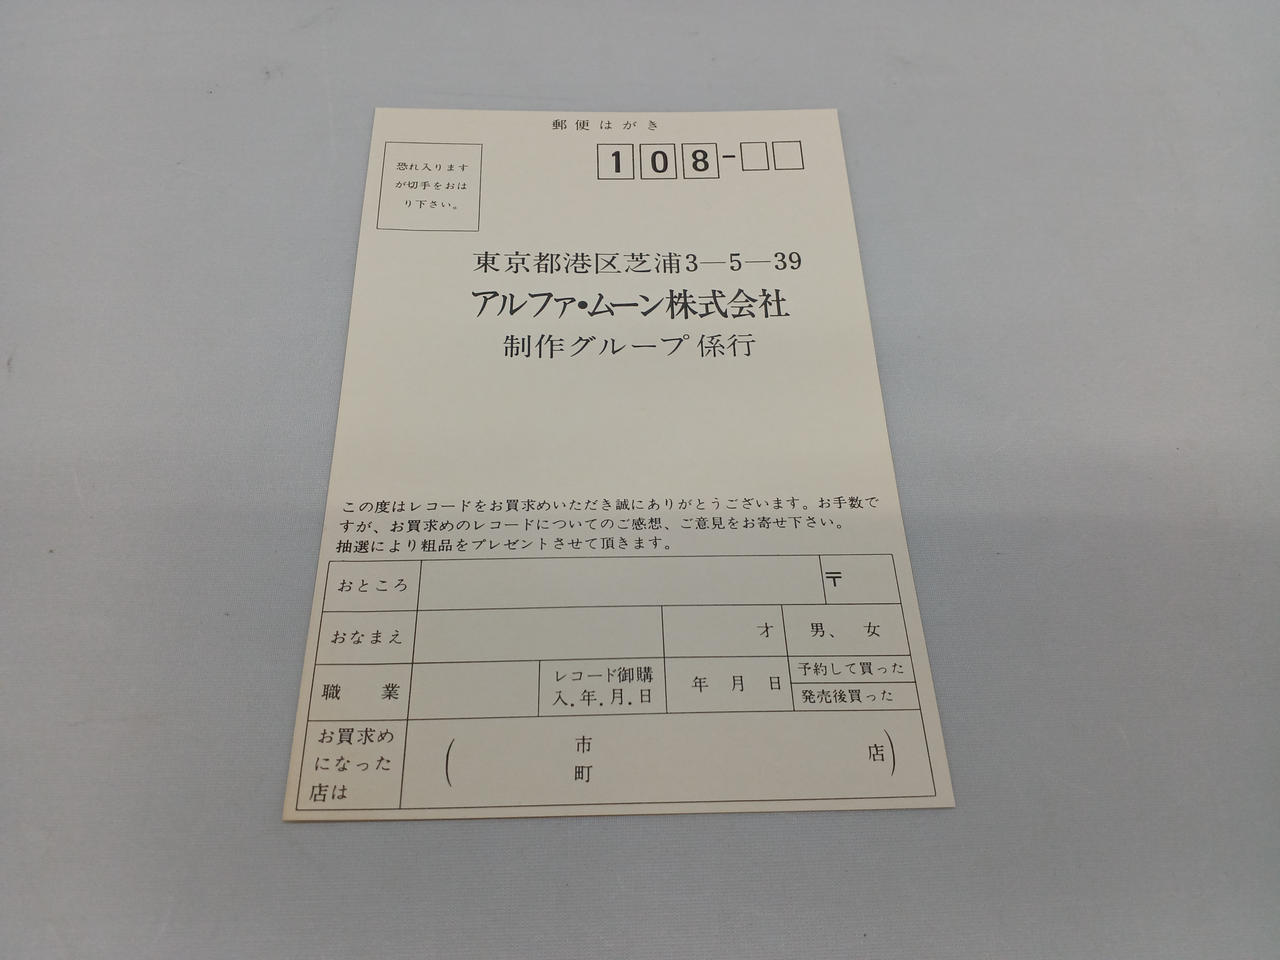 郵便はがき
恐れ入ります
が切手をおは
り下さい。
108-
東京都港区芝浦3—5—39
アルファ・ムーン株式会社
制作グループ係行
この度はレコードをお買求めいただき誠にありがとうございます。お手数で
すが、お買求めのレコードについてのご感想、ご意見をお寄せ下さい。
抽選により粗品をプレゼントさせて頂きます。
おところ 〒
おなまえ 才 男、 女
職 業 レコード御購
入.年.月.日 年 月 日 予約して買った
発売後買った
お買求め
になった
店は
( 市
町 店)